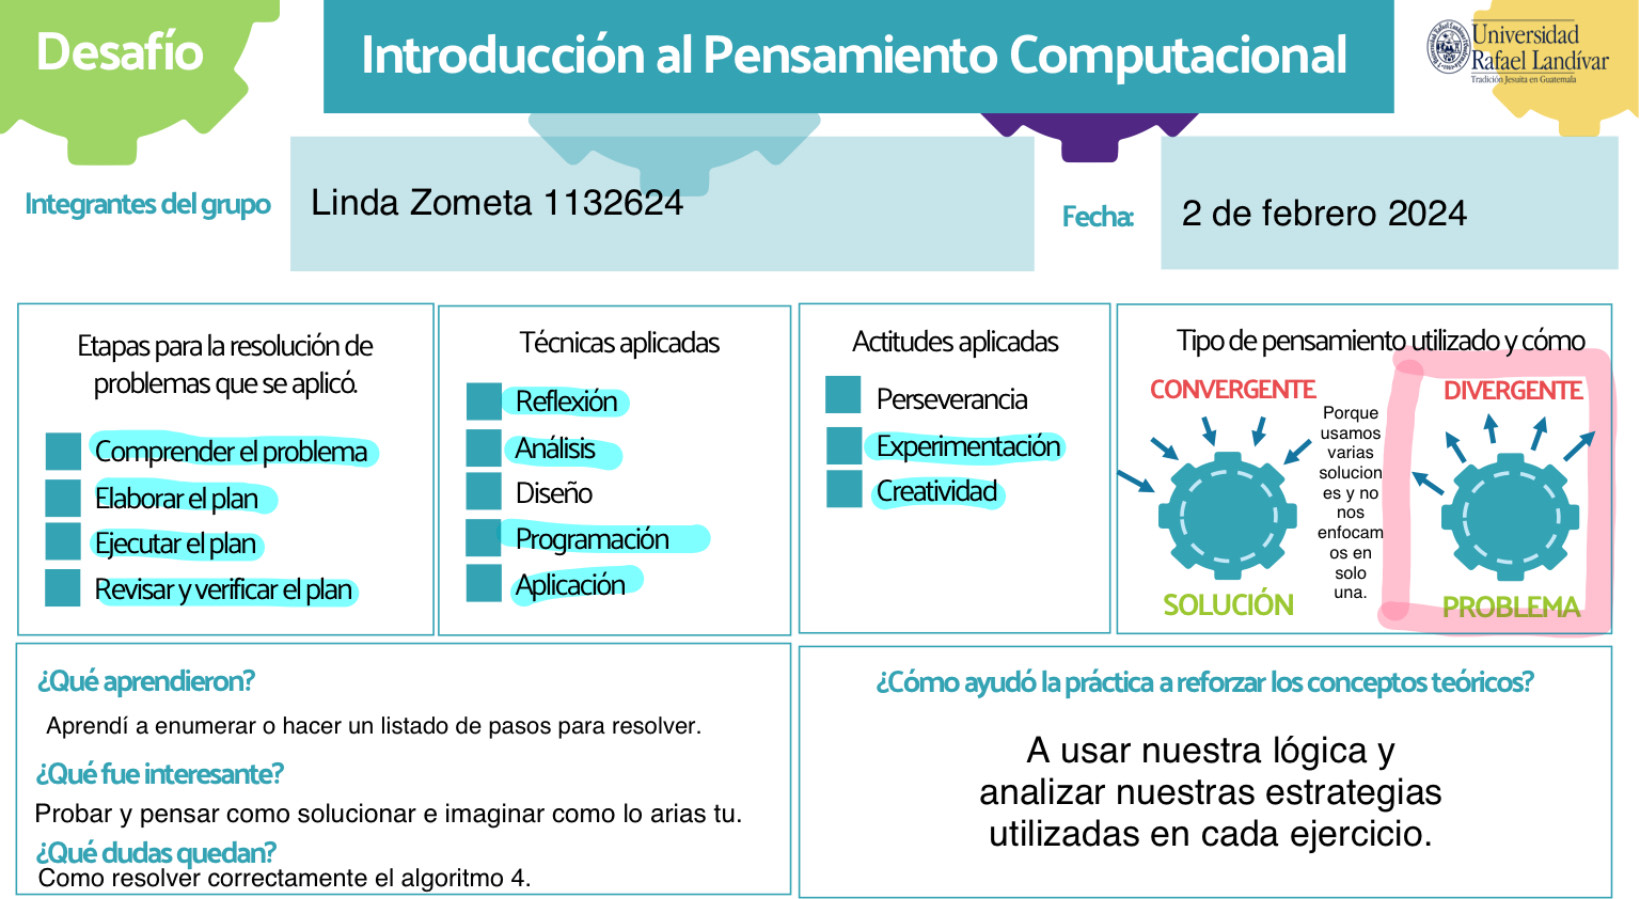 Desafío
Introducción al Pensamiento Computacional
Universidad
Rafael Landívar
Tradición Jesuita en Guatemala
Integrantes del grupo
Linda Zometa 1132624
Fecha:
2 de febrero 2024
Etapas para la resolución de
problemas que se aplicó.
Comprender el problema
Elaborar el plan
Ejecutar el plan
Revisar y verificar el plan
Técnicas aplicadas
Reflexión
Análisis
Diseño
Programación
Aplicación
Actitudes aplicadas
Perseverancia
Experimentación
Creatividad
Tipo de pensamiento utilizado y cómo
CONVERGENTE
SOLUCIÓN
Porque
usamos
varias
solucion
es y no
nos
enfocam
os en
solo
una.
DIVERGENTE
PROBLEMA
¿Qué aprendieron?
Aprendí a enumerar o hacer un listado de pasos para resolver.
¿Qué fue interesante?
Probar y pensar como solucionar e imaginar como lo arias tu.
¿Qué dudas quedan?
Como resolver correctamente el algoritmo 4.
¿Cómo ayudó la práctica a reforzar los conceptos teóricos?
A usar nuestra lógica y
analizar nuestras estrategias
utilizadas en cada ejercicio.